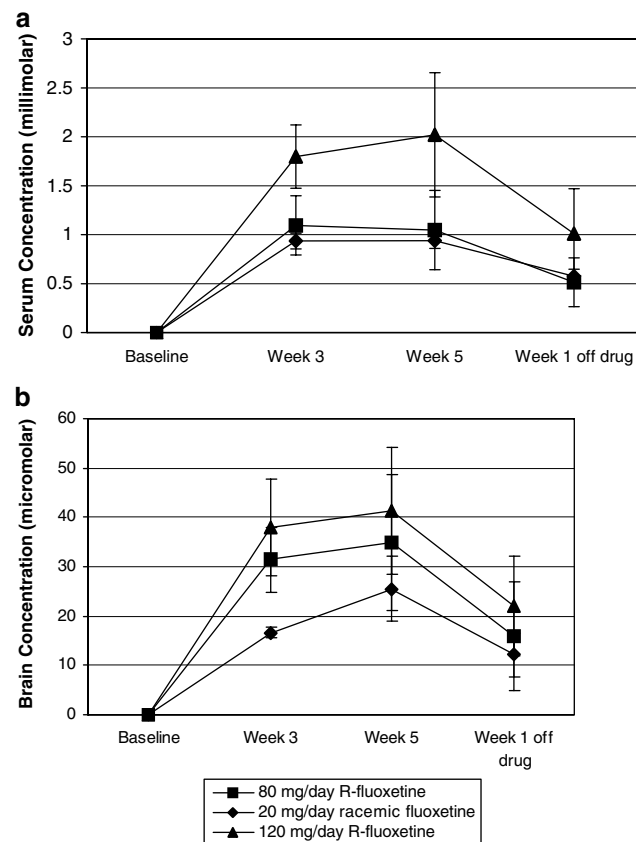 a
Serum Concentration (millimolar)
3
2.5
2
1.5
1
0.5
0
Baseline Week 3 Week 5 Week 1 off drug
b
Brain Concentration (micromolar)
60
50
40
30
20
10
0
Baseline Week 3 Week 5 Week 1 off
drug
80 mg/day R-fluoxetine
20 mg/day racemic fluoxetine
120 mg/day R-fluoxetine